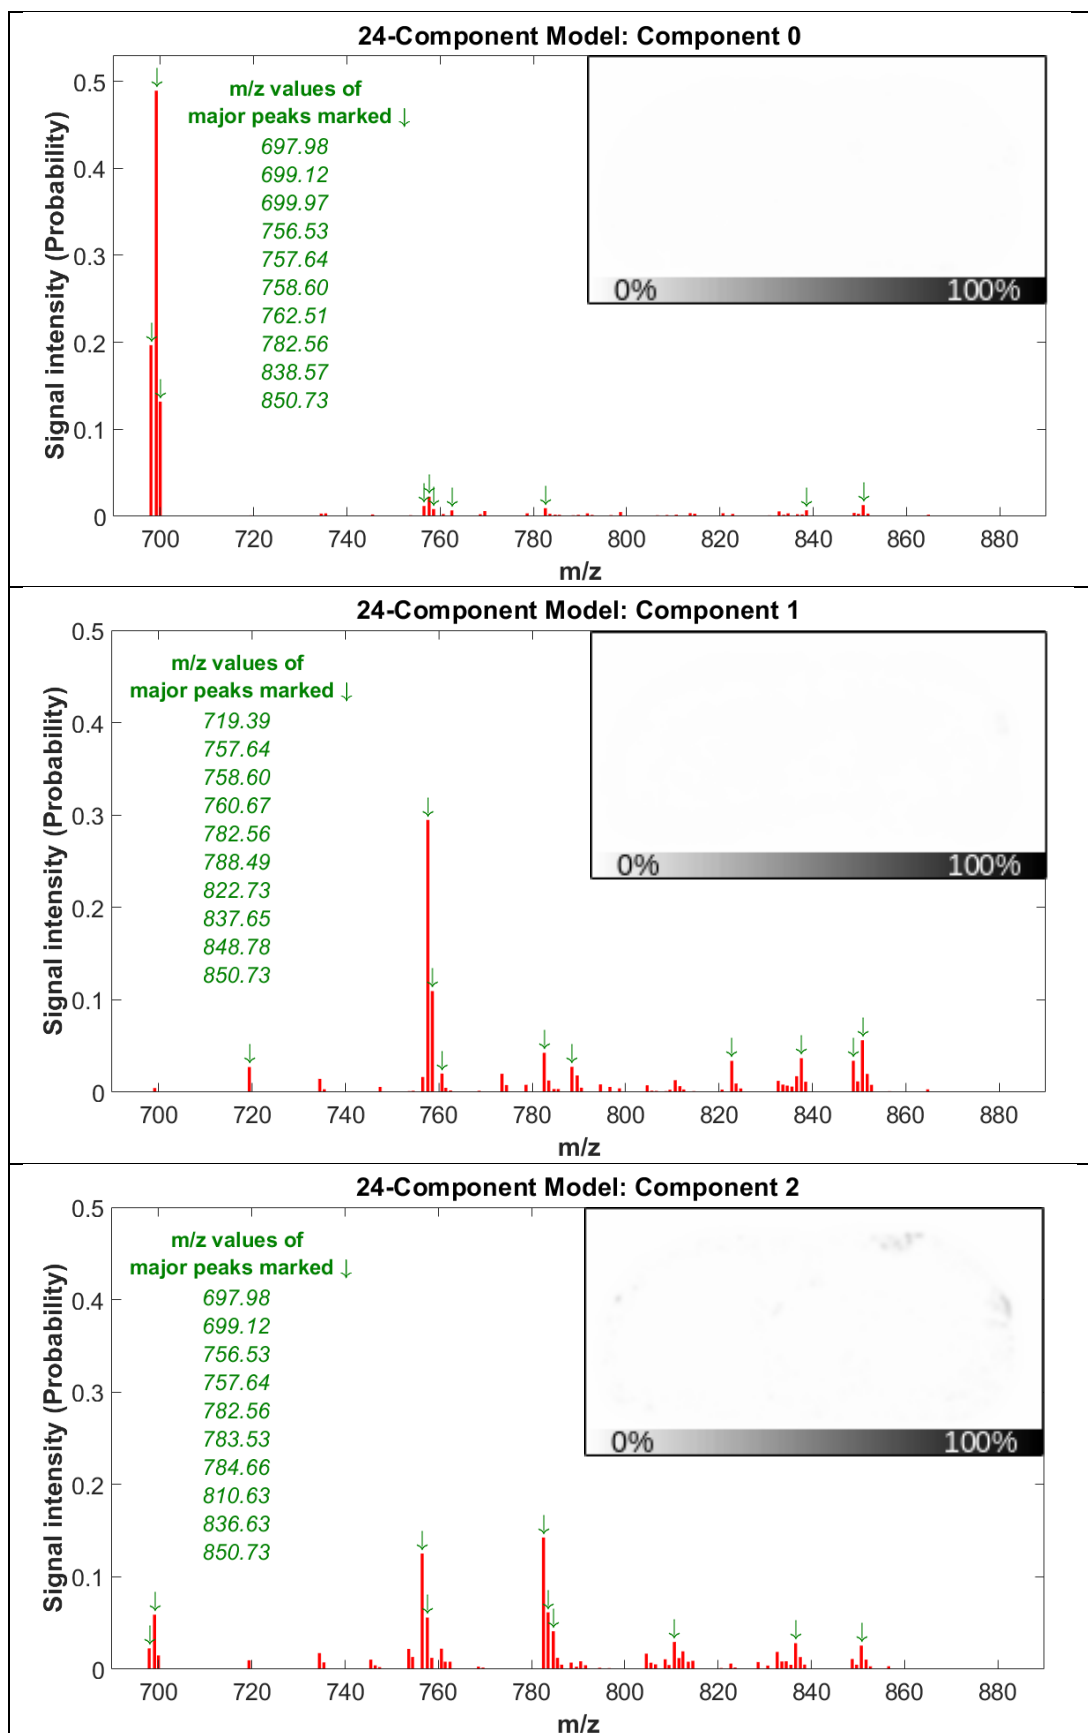 24-Component Model: Component 0
Signal intensity (Probability)
0.5
0.4
0.3
0.2
0.1
0
m/z values of
major peaks marked ↓
697.98
699.12
699.97
756.53
757.64
758.60
762.51
782.56
838.57
850.73
0% 100%
700 720 740 760 780 800 820 840 860 880
m/z
24-Component Model: Component 1
Signal intensity (Probability)
0.5
0.4
0.3
0.2
0.1
0
m/z values of
major peaks marked ↓
719.39
757.64
758.60
760.67
782.56
788.49
822.73
837.65
848.78
850.73
0% 100%
700 720 740 760 780 800 820 840 860 880
m/z
24-Component Model: Component 2
Signal intensity (Probability)
0.5
0.4
0.3
0.2
0.1
0
m/z values of
major peaks marked ↓
697.98
699.12
756.53
757.64
782.56
783.53
784.66
810.63
836.63
850.73
0% 100%
700 720 740 760 780 800 820 840 860 880
m/z